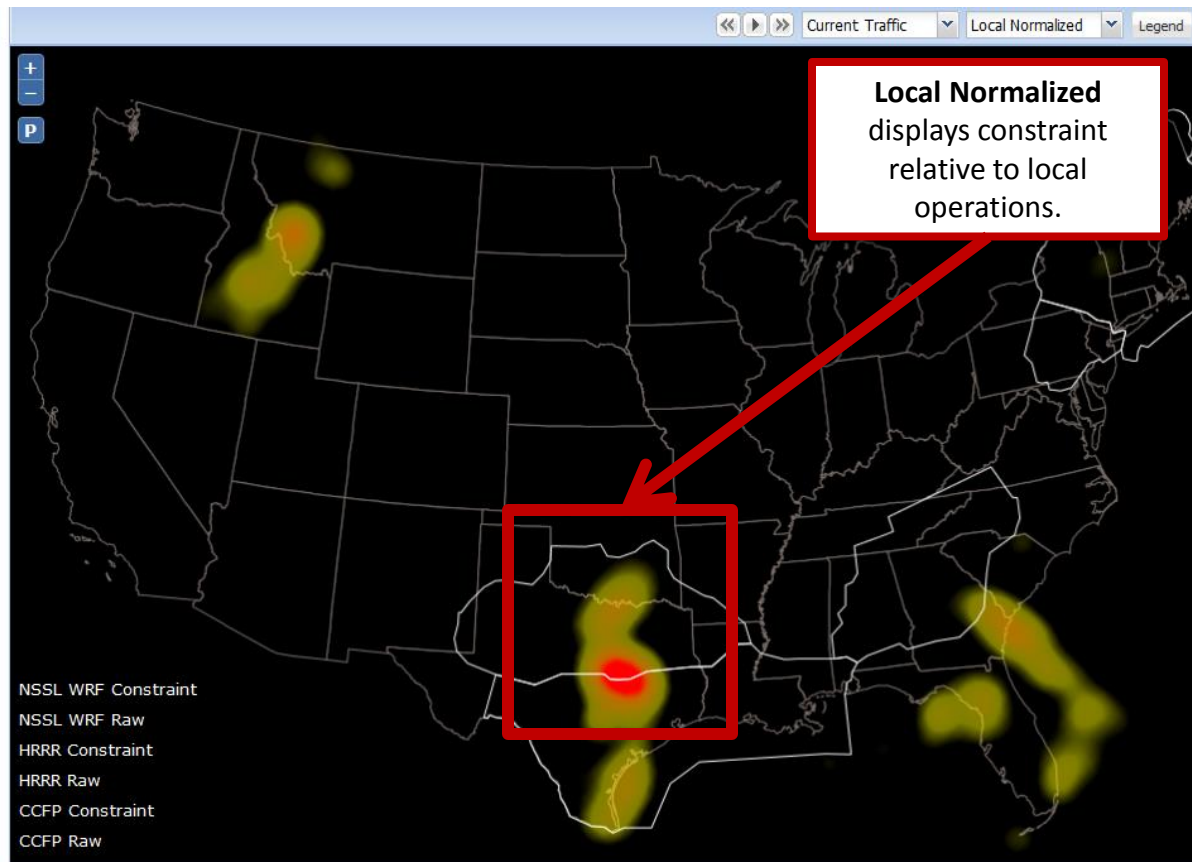 Current Traffic Local Normalized Legend
+
−
P
Local Normalized
displays constraint
relative to local
operations.
NSSL WRF Constraint
NSSL WRF Raw
HRRR Constraint
HRRR Raw
CCFP Constraint
CCFP Raw